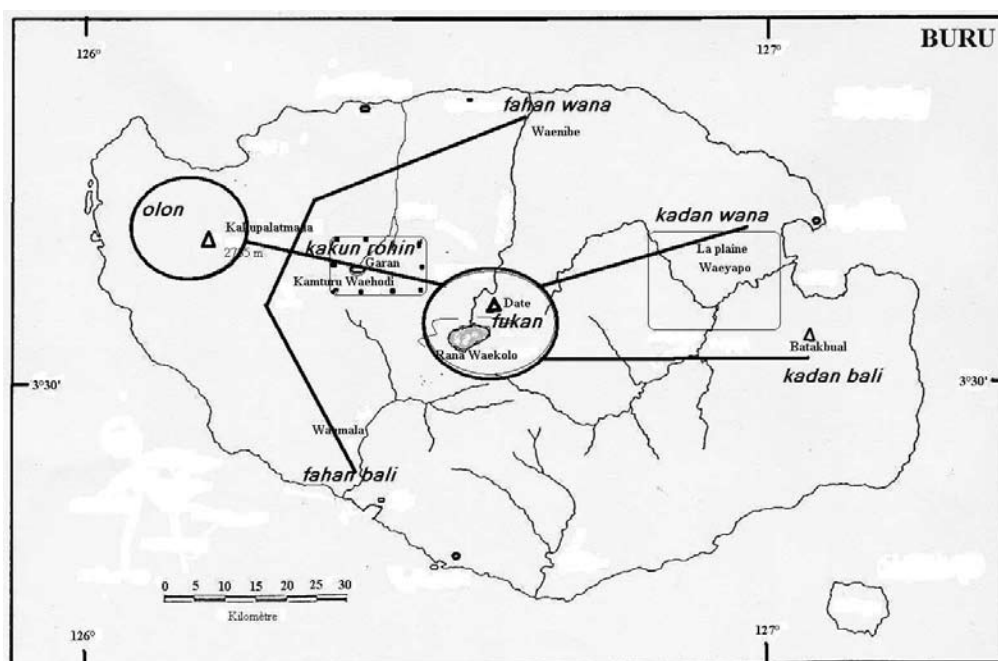 126°
127°
BURU
fahan wana
Waenibe
olon
Kakupalatmada
2735 m
kadan wana
La plaine
Waeyapo
kakun rohin
Garan
Kamturu Waehodi
Date
fukan
Rana Waekolo
Batakbual
kadan bali
3°30'
3°30'
Waemala
fahan bali
0 5 10 15 20 25 30
Kilomètre
126°
127°